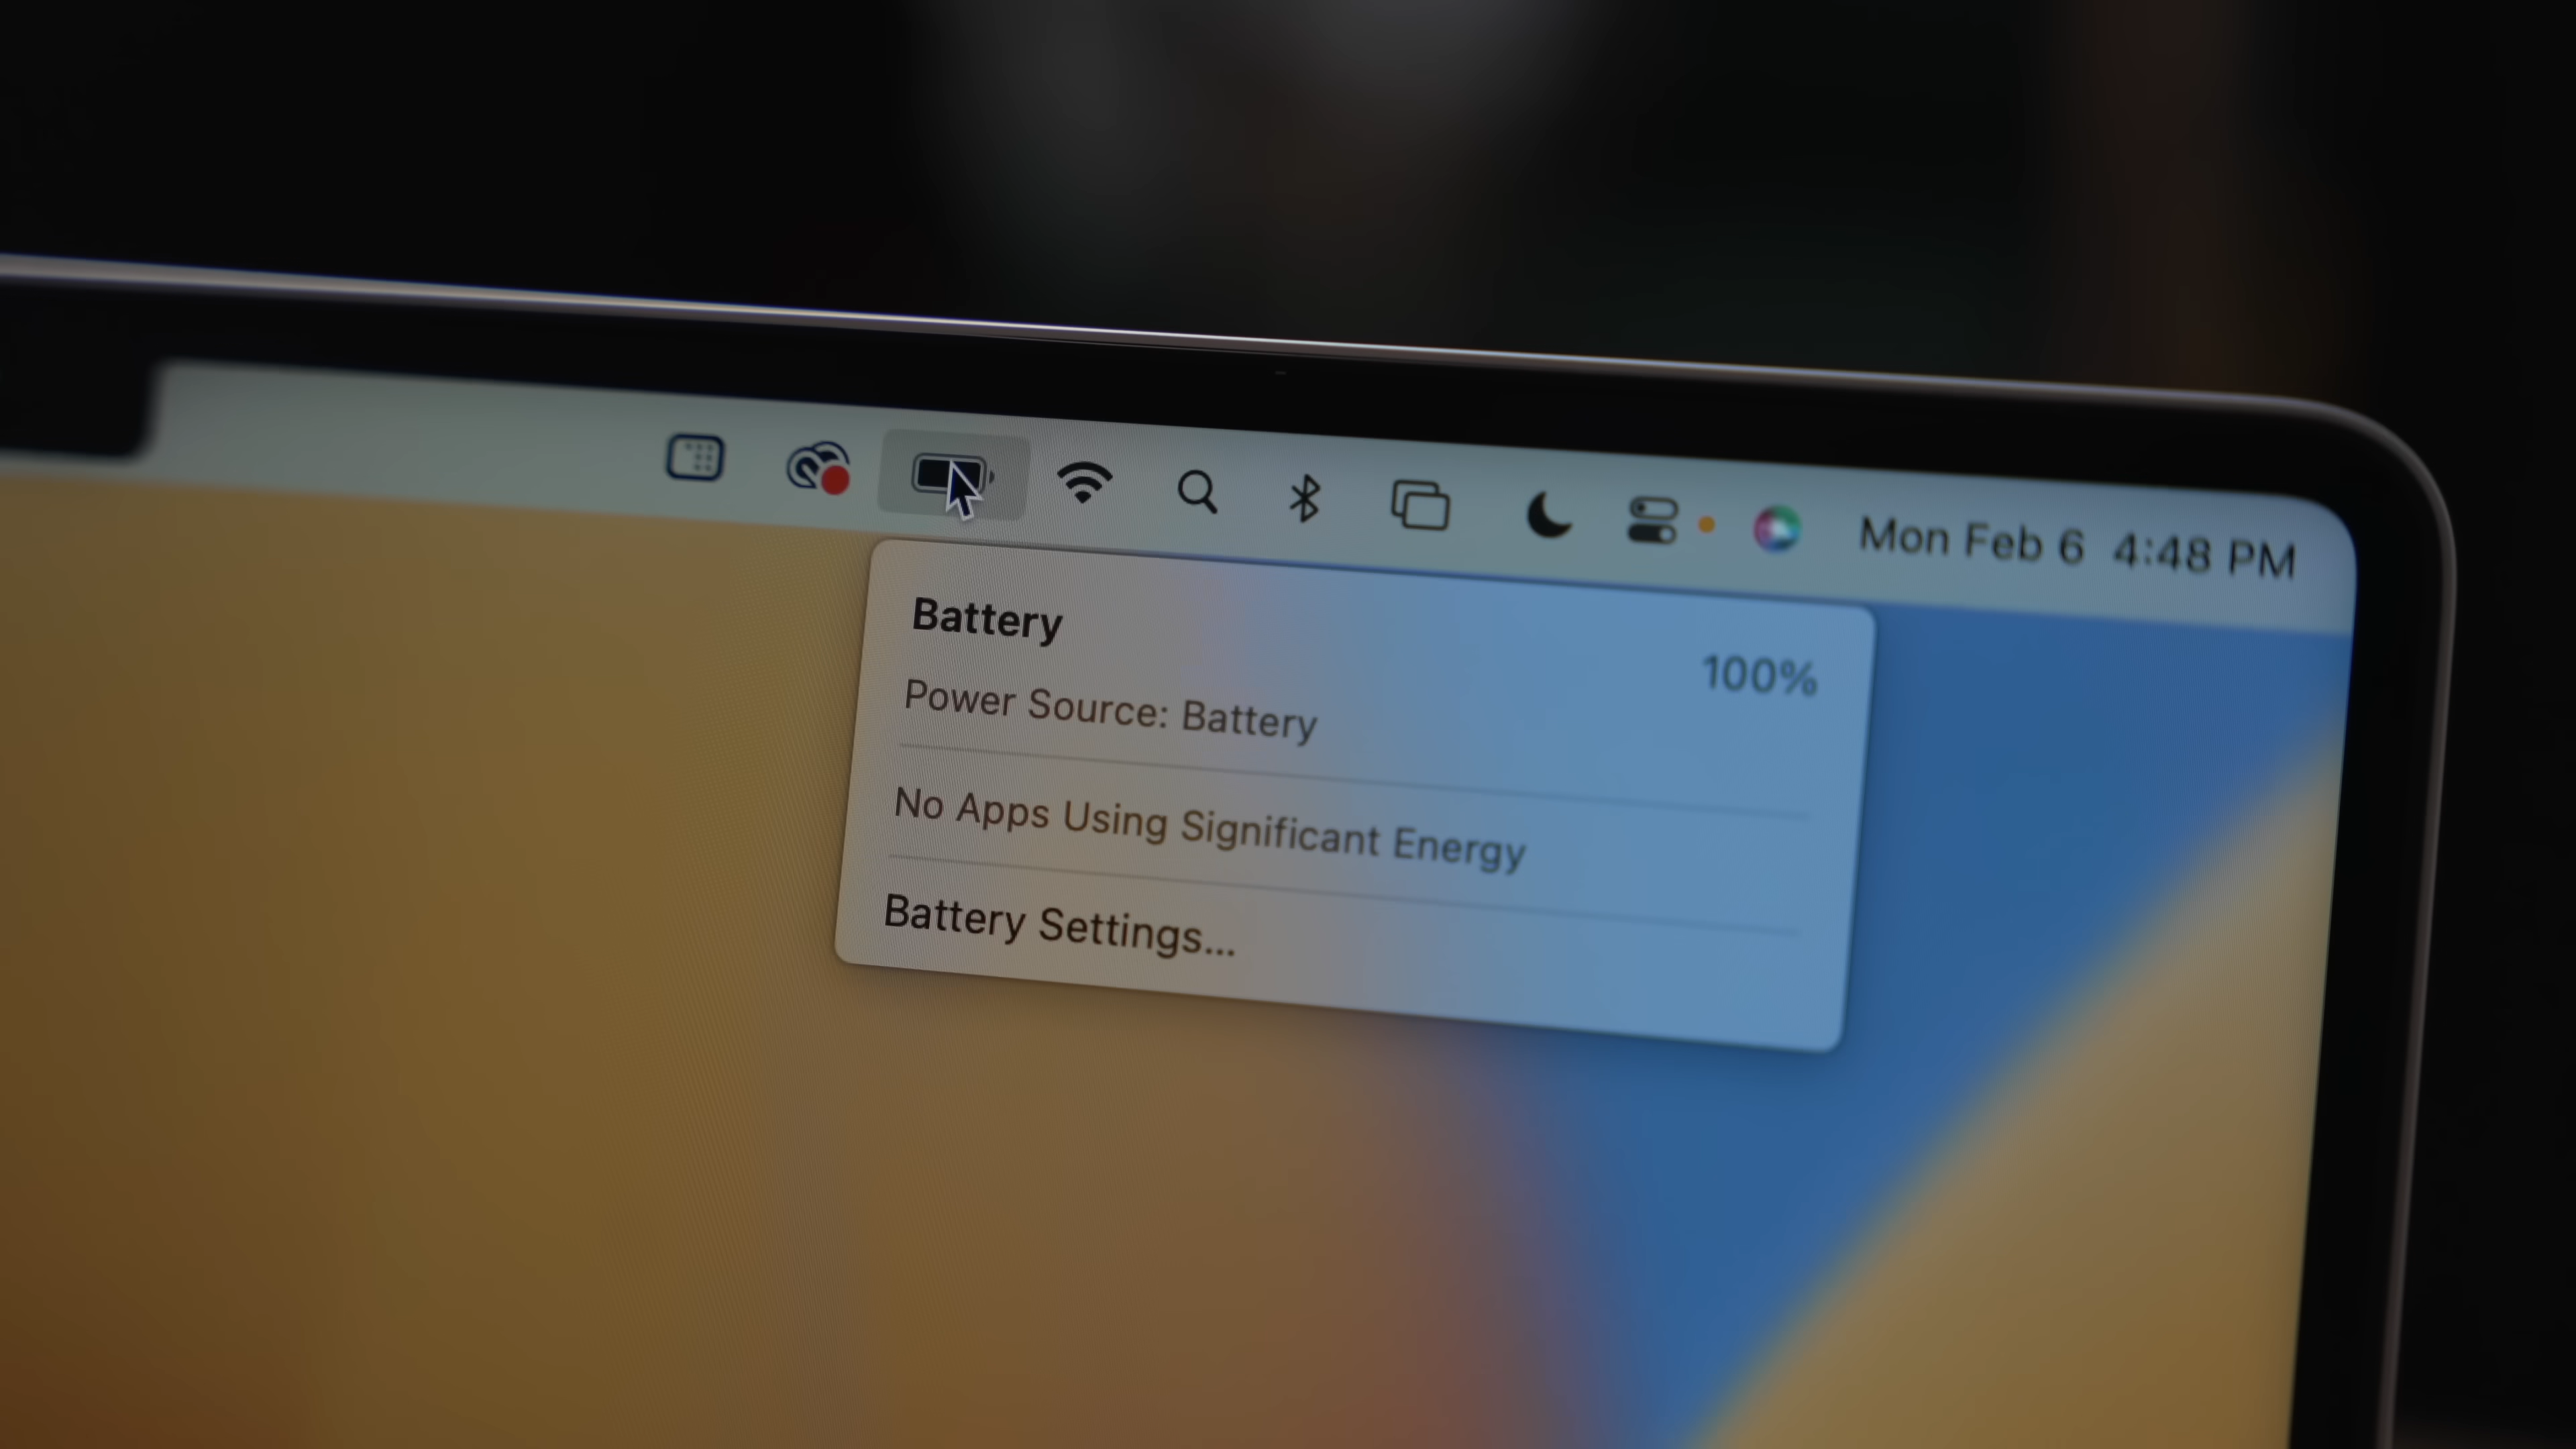 Mon Feb 6 4:48 PM
Battery
100%
Power Source: Battery
No Apps Using Significant Energy
Battery Settings...